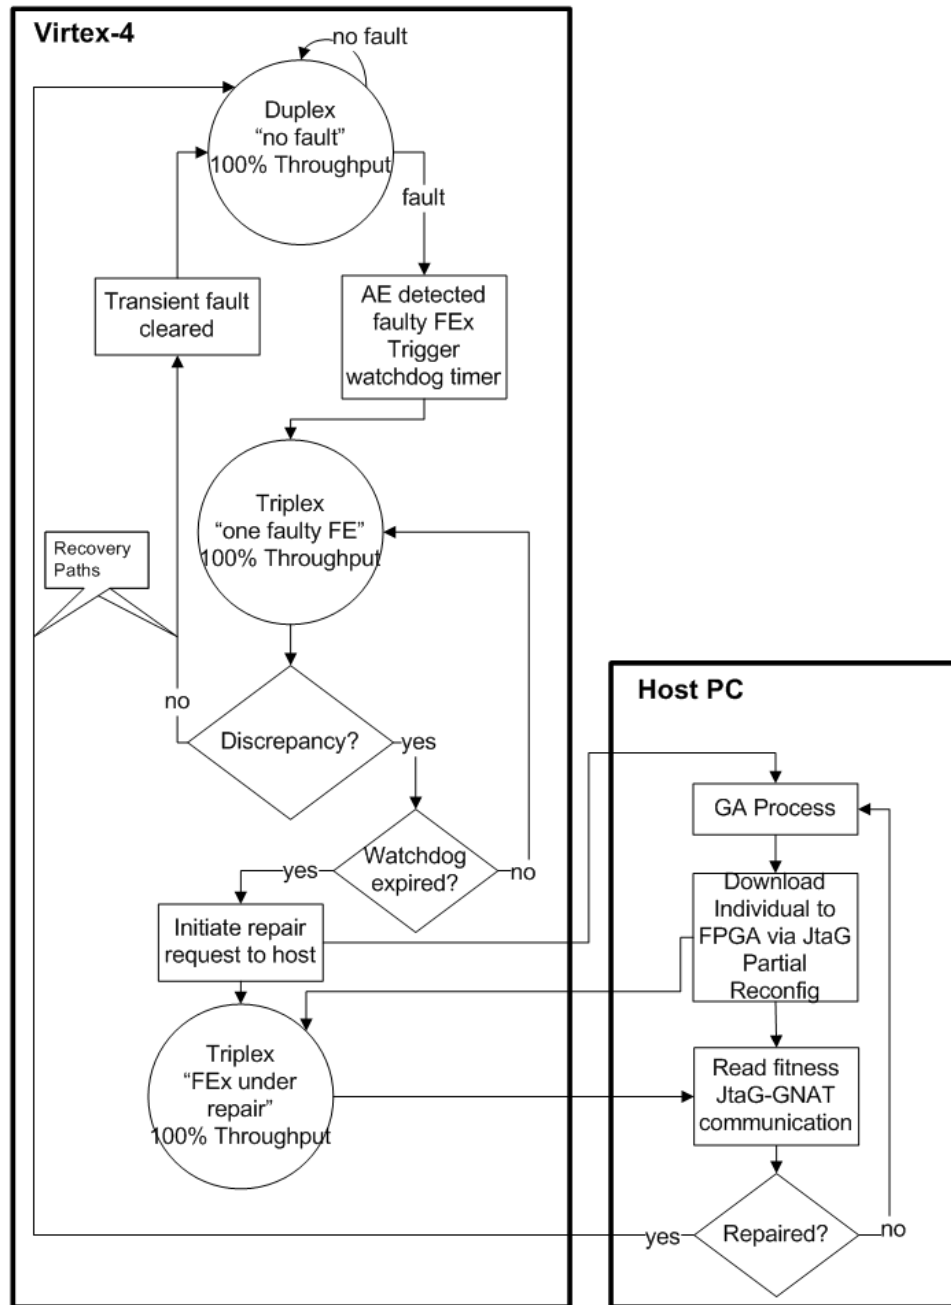 Virtex-4
no fault
Duplex
“no fault”
100% Throughput
fault
Transient fault
cleared
AE detected
faulty FEx
Trigger
watchdog timer
Triplex
“one faulty FE”
100% Throughput
Recovery
Paths
no
Discrepancy?
yes
Watchdog
expired?
yes
no
Initiate repair
request to host
Triplex
“FEx under
repair”
100% Throughput
Host PC
GA Process
Download
Individual to
FPGA via JtaG
Partial
Reconfig
Read fitness
JtaG-GNAT
communication
Repaired?
yes
no